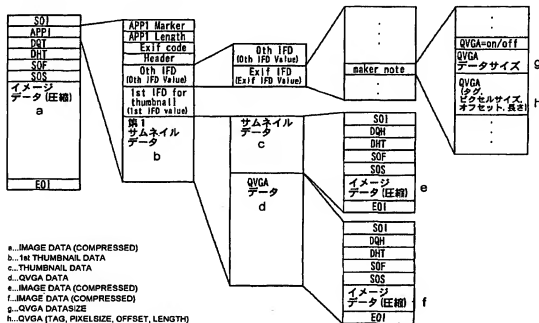 SOI
APP1
DQT
DHT
SOF
SOS
イメージ
データ(圧縮)
a
EOI
APP1 Marker
APP1 Length
Exif code
Header
0th IFD
(0th IFD Value)
1st IFD for
thumbnail
(1st IFD value)
第1
サムネイル
データ
b
0th IFD
(0th IFD Value)
Exif IFD
(Exif IFD Value)
サムネイル
データ
c
QVGA
データ
d
maker note
QVGA=on/off
QVGA
データサイズ
g
QVGA
(タグ,
ピクセルサイズ,
オフセット,長さ)
h
SOI
DQH
DHT
SOF
SOS
イメージ
データ(圧縮)
e
EOI
SOI
DQH
DHT
SOF
SOS
イメージ
データ(圧縮)
f
EOI
a...IMAGE DATA (COMPRESSED)
b...1st THUMBNAIL DATA
c...THUMBNAIL DATA
d...QVGA DATA
e...IMAGE DATA (COMPRESSED)
f...IMAGE DATA (COMPRESSED)
g...QVGA DATASIZE
h...QVGA (TAG, PIXELSIZE, OFFSET, LENGTH)